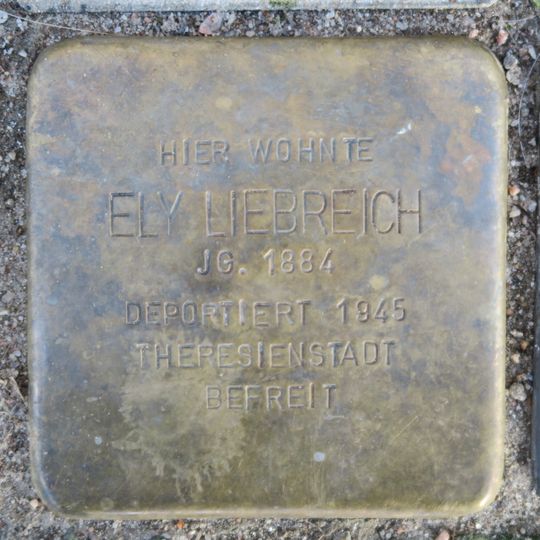 HIER WOHNTE
ELY LIEBREICH
JG. 1884
DEPORTIERT 1945
THERESIENSTADT
BEFREIT